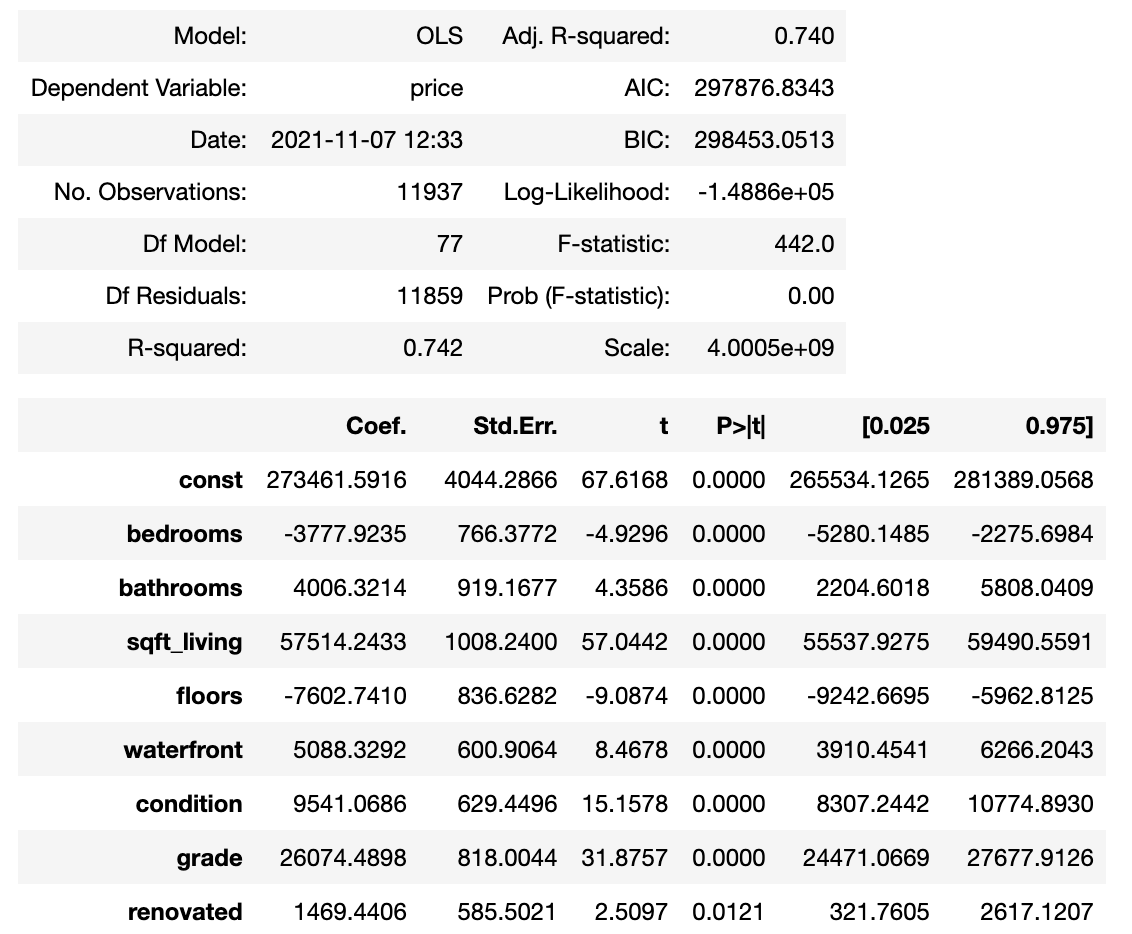 Model: OLS Adj. R-squared: 0.740
Dependent Variable: price AIC: 297876.8343
Date: 2021-11-07 12:33 BIC: 298453.0513
No. Observations: 11937 Log-Likelihood: -1.4886e+05
Df Model: 77 F-statistic: 442.0
Df Residuals: 11859 Prob (F-statistic): 0.00
R-squared: 0.742 Scale: 4.0005e+09
Coef. Std.Err. t P>|t| [0.025 0.975]
const 273461.5916 4044.2866 67.6168 0.0000 265534.1265 281389.0568
bedrooms -3777.9235 766.3772 -4.9296 0.0000 -5280.1485 -2275.6984
bathrooms 4006.3214 919.1677 4.3586 0.0000 2204.6018 5808.0409
sqft_living 57514.2433 1008.2400 57.0442 0.0000 55537.9275 59490.5591
floors -7602.7410 836.6282 -9.0874 0.0000 -9242.6695 -5962.8125
waterfront 5088.3292 600.9064 8.4678 0.0000 3910.4541 6266.2043
condition 9541.0686 629.4496 15.1578 0.0000 8307.2442 10774.8930
grade 26074.4898 818.0044 31.8757 0.0000 24471.0669 27677.9126
renovated 1469.4406 585.5021 2.5097 0.0121 321.7605 2617.1207